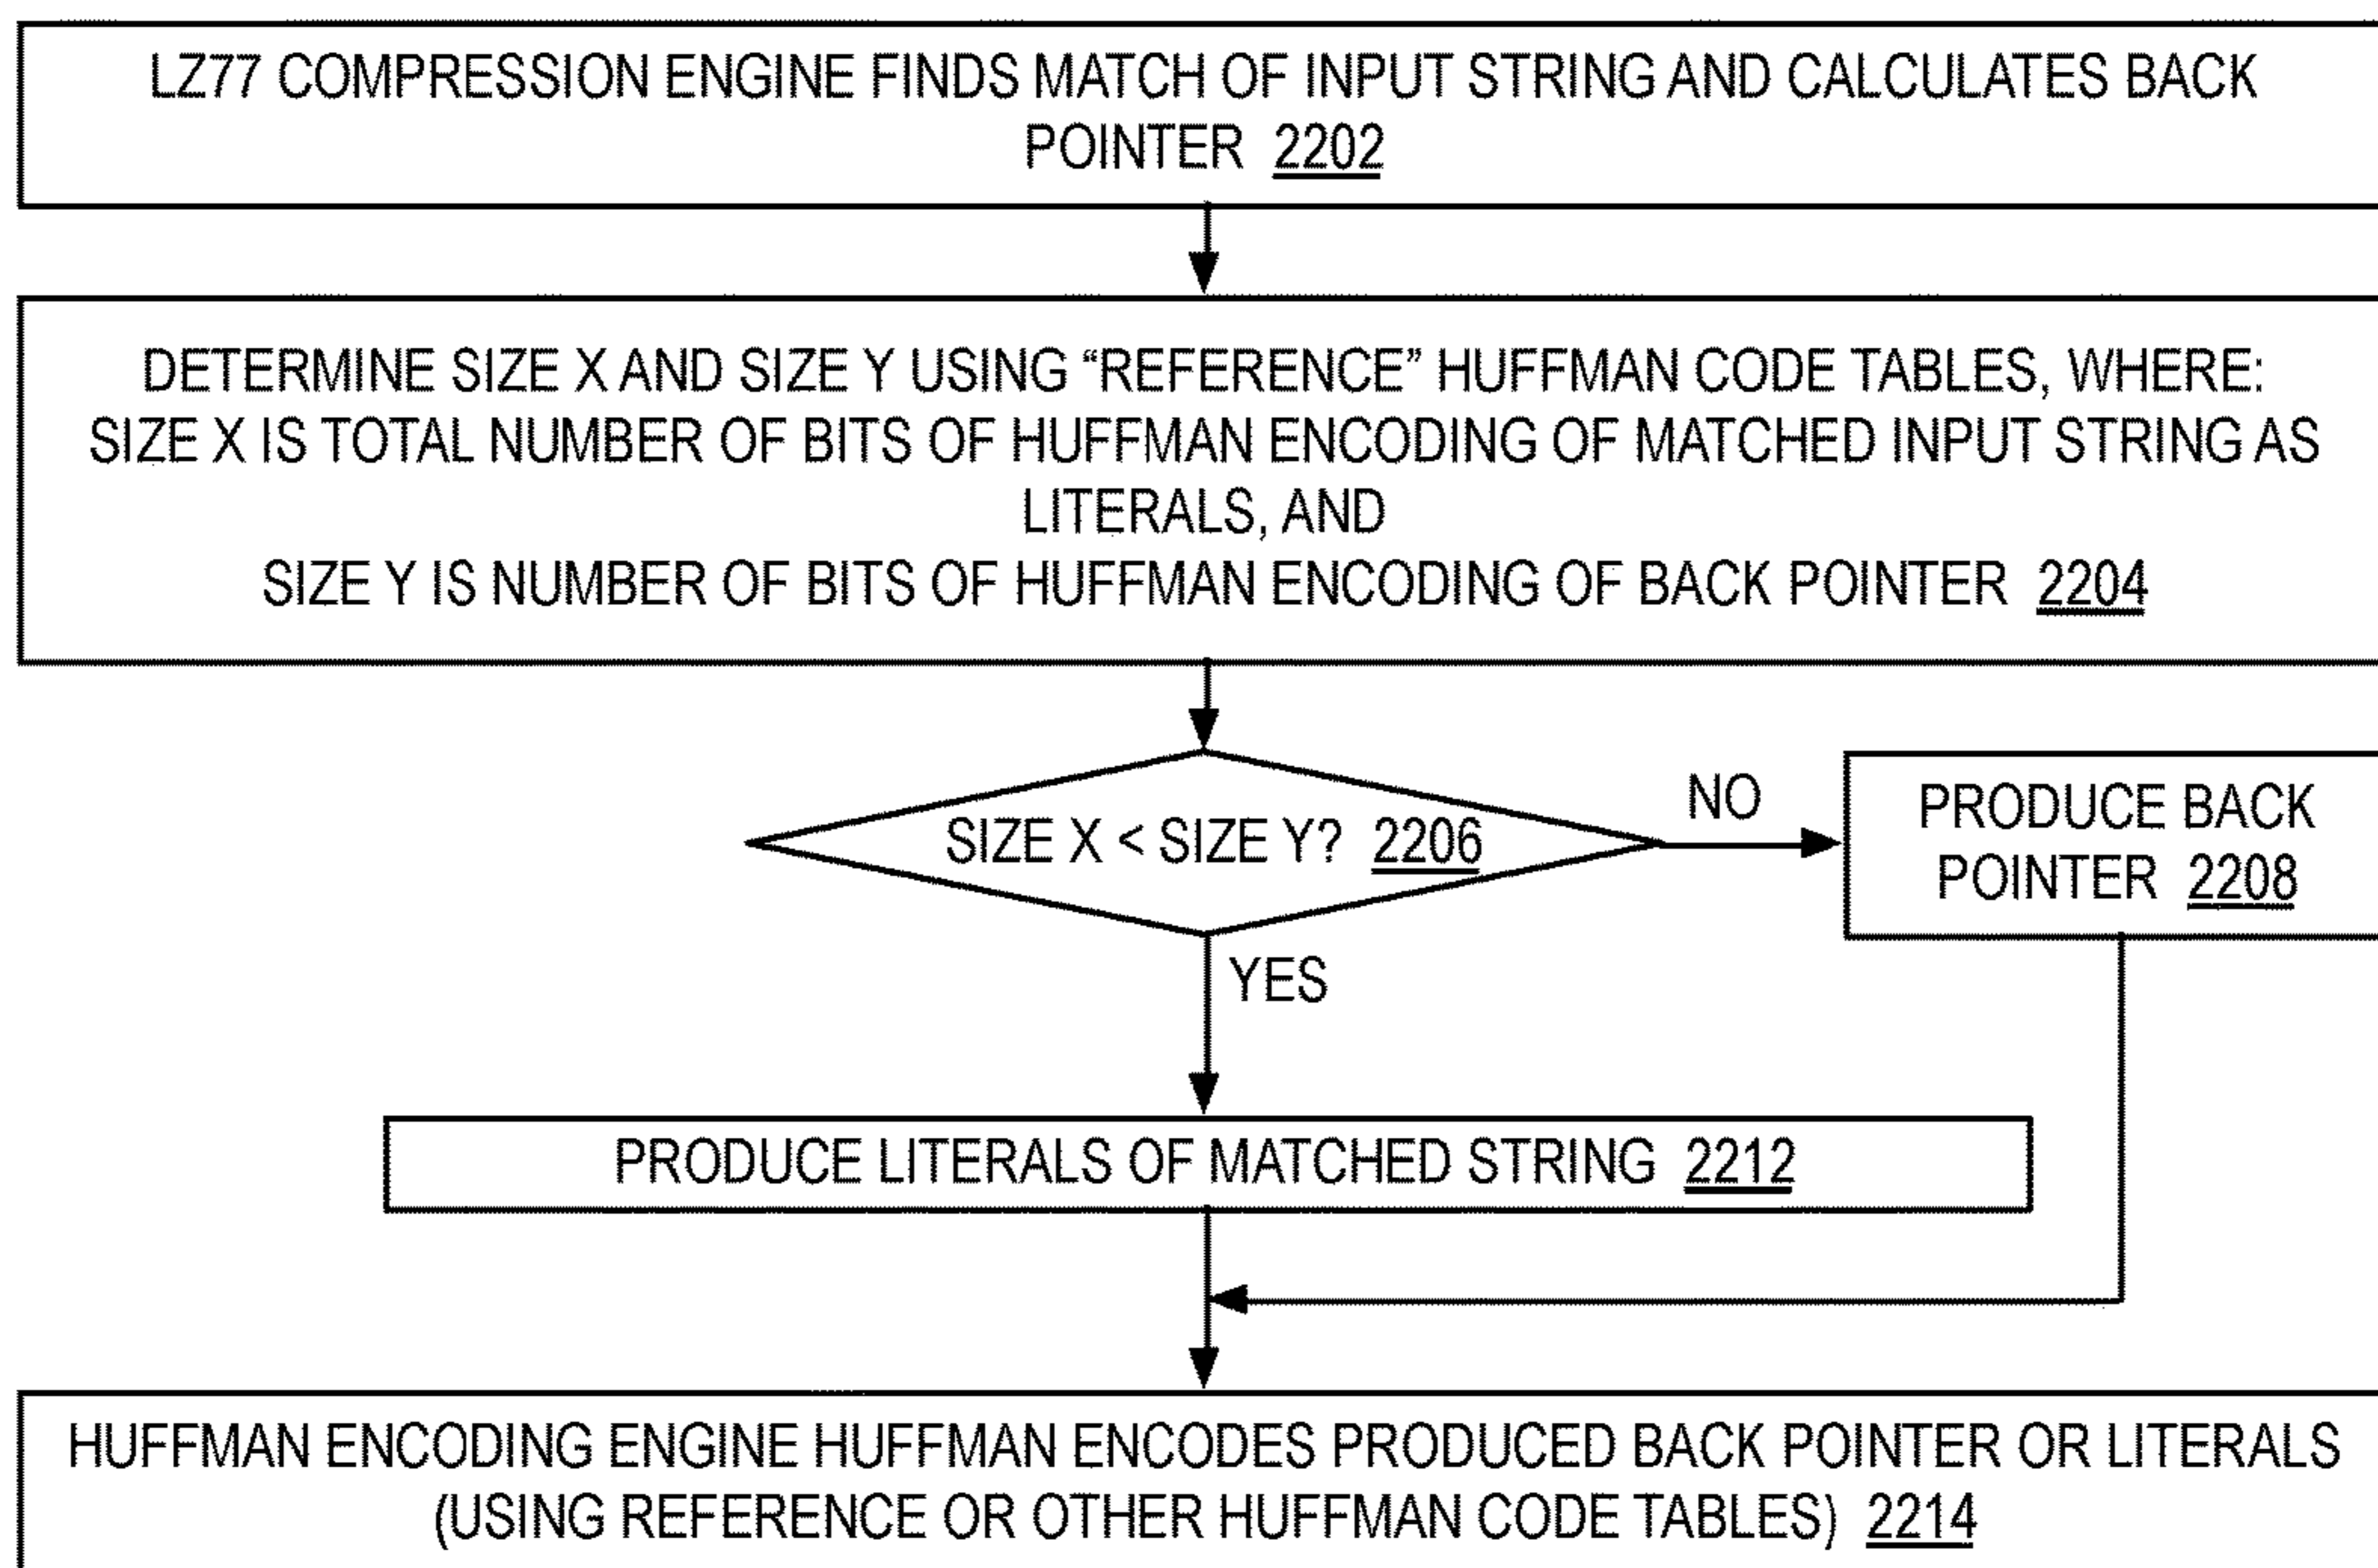 LZ77 COMPRESSION ENGINE FINDS MATCH OF INPUT STRING AND CALCULATES BACK
POINTER 2202
DETERMINE SIZE X AND SIZE Y USING “REFERENCE” HUFFMAN CODE TABLES, WHERE:
SIZE X IS TOTAL NUMBER OF BITS OF HUFFMAN ENCODING OF MATCHED INPUT STRING AS
LITERALS, AND
SIZE Y IS NUMBER OF BITS OF HUFFMAN ENCODING OF BACK POINTER 2204
SIZE X < SIZE Y? 2206
NO
PRODUCE BACK
POINTER 2208
YES
PRODUCE LITERALS OF MATCHED STRING 2212
HUFFMAN ENCODING ENGINE HUFFMAN ENCODES PRODUCED BACK POINTER OR LITERALS
(USING REFERENCE OR OTHER HUFFMAN CODE TABLES) 2214